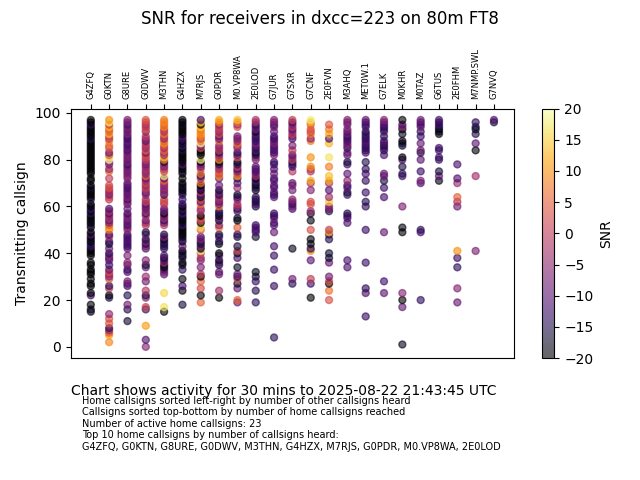 SNR for receivers in dxcc=223 on 80m FT8
G4ZFQ
G0KTN
G8URE
G0DWV
M3THN
G4HZX
M7RJS
G0PDR
M0.VP8WA
2E0LOD
G7JUR
G7SXR
G7CNF
2E0FVN
M3AHQ
MET0W.1
G7ELK
M0KHR
M0TAZ
G6TUS
2E0FHM
M7NMP.SWL
G7NVQ
100
80
60
40
20
0
Transmitting callsign
20
15
10
5
0
−5
−10
−15
−20
SNR
Chart shows activity for 30 mins to 2025-08-22 21:43:45 UTC
Home callsigns sorted left-right by number of other callsigns heard
Callsigns sorted top-bottom by number of home callsigns reached
Number of active home callsigns: 23
Top 10 home callsigns by number of callsigns heard:
G4ZFQ, G0KTN, G8URE, G0DWV, M3THN, G4HZX, M7RJS, G0PDR, M0.VP8WA, 2E0LOD